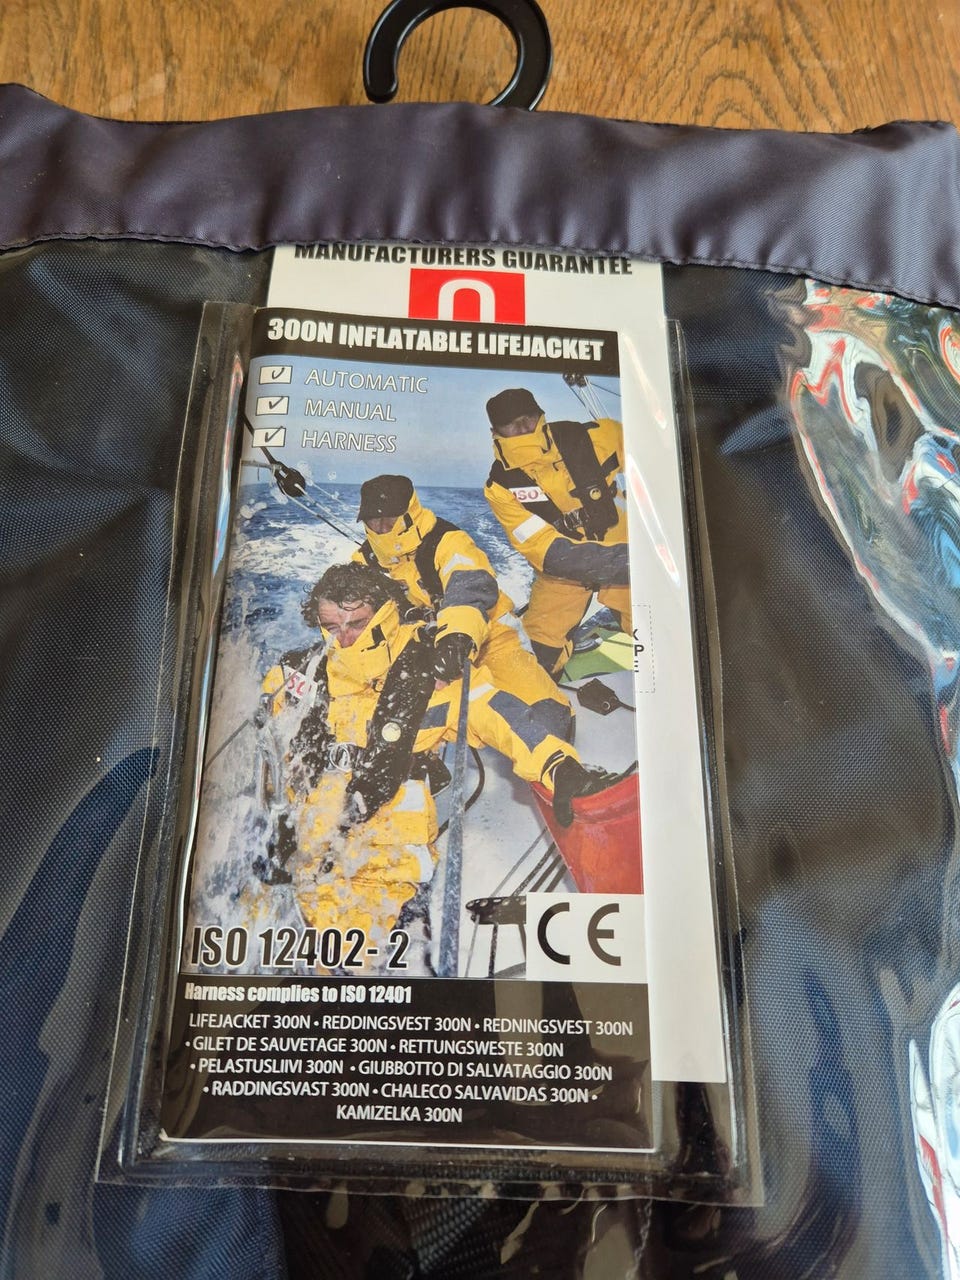 MANUFACTURERS GUARANTEE
300N INFLATABLE LIFEJACKET
AUTOMATIC
MANUAL
HARNESS
ISO
ISO
K
P
E
ISO 12402- 2
CE
Harness complies to ISO 12401
LIFEJACKET 300N • REDDINGSVEST 300N • REDNINGSVEST 300N
• GILET DE SAUVETAGE 300N • RETTUNGSWESTE 300N
• PELASTUSLIIVI 300N • GIUBBOTTO DI SALVATAGGIO 300N
• RADDINGSVAST 300N • CHALECO SALVAVIDAS 300N •
KAMIZELKA 300N